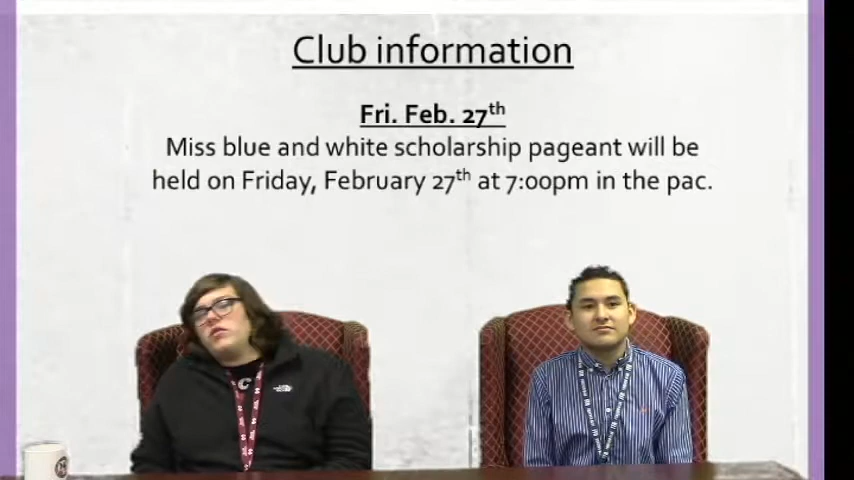 Club information
Fri. Feb. 27th
Miss blue and white scholarship pageant will be
held on Friday, February 27th at 7:00pm in the pac.